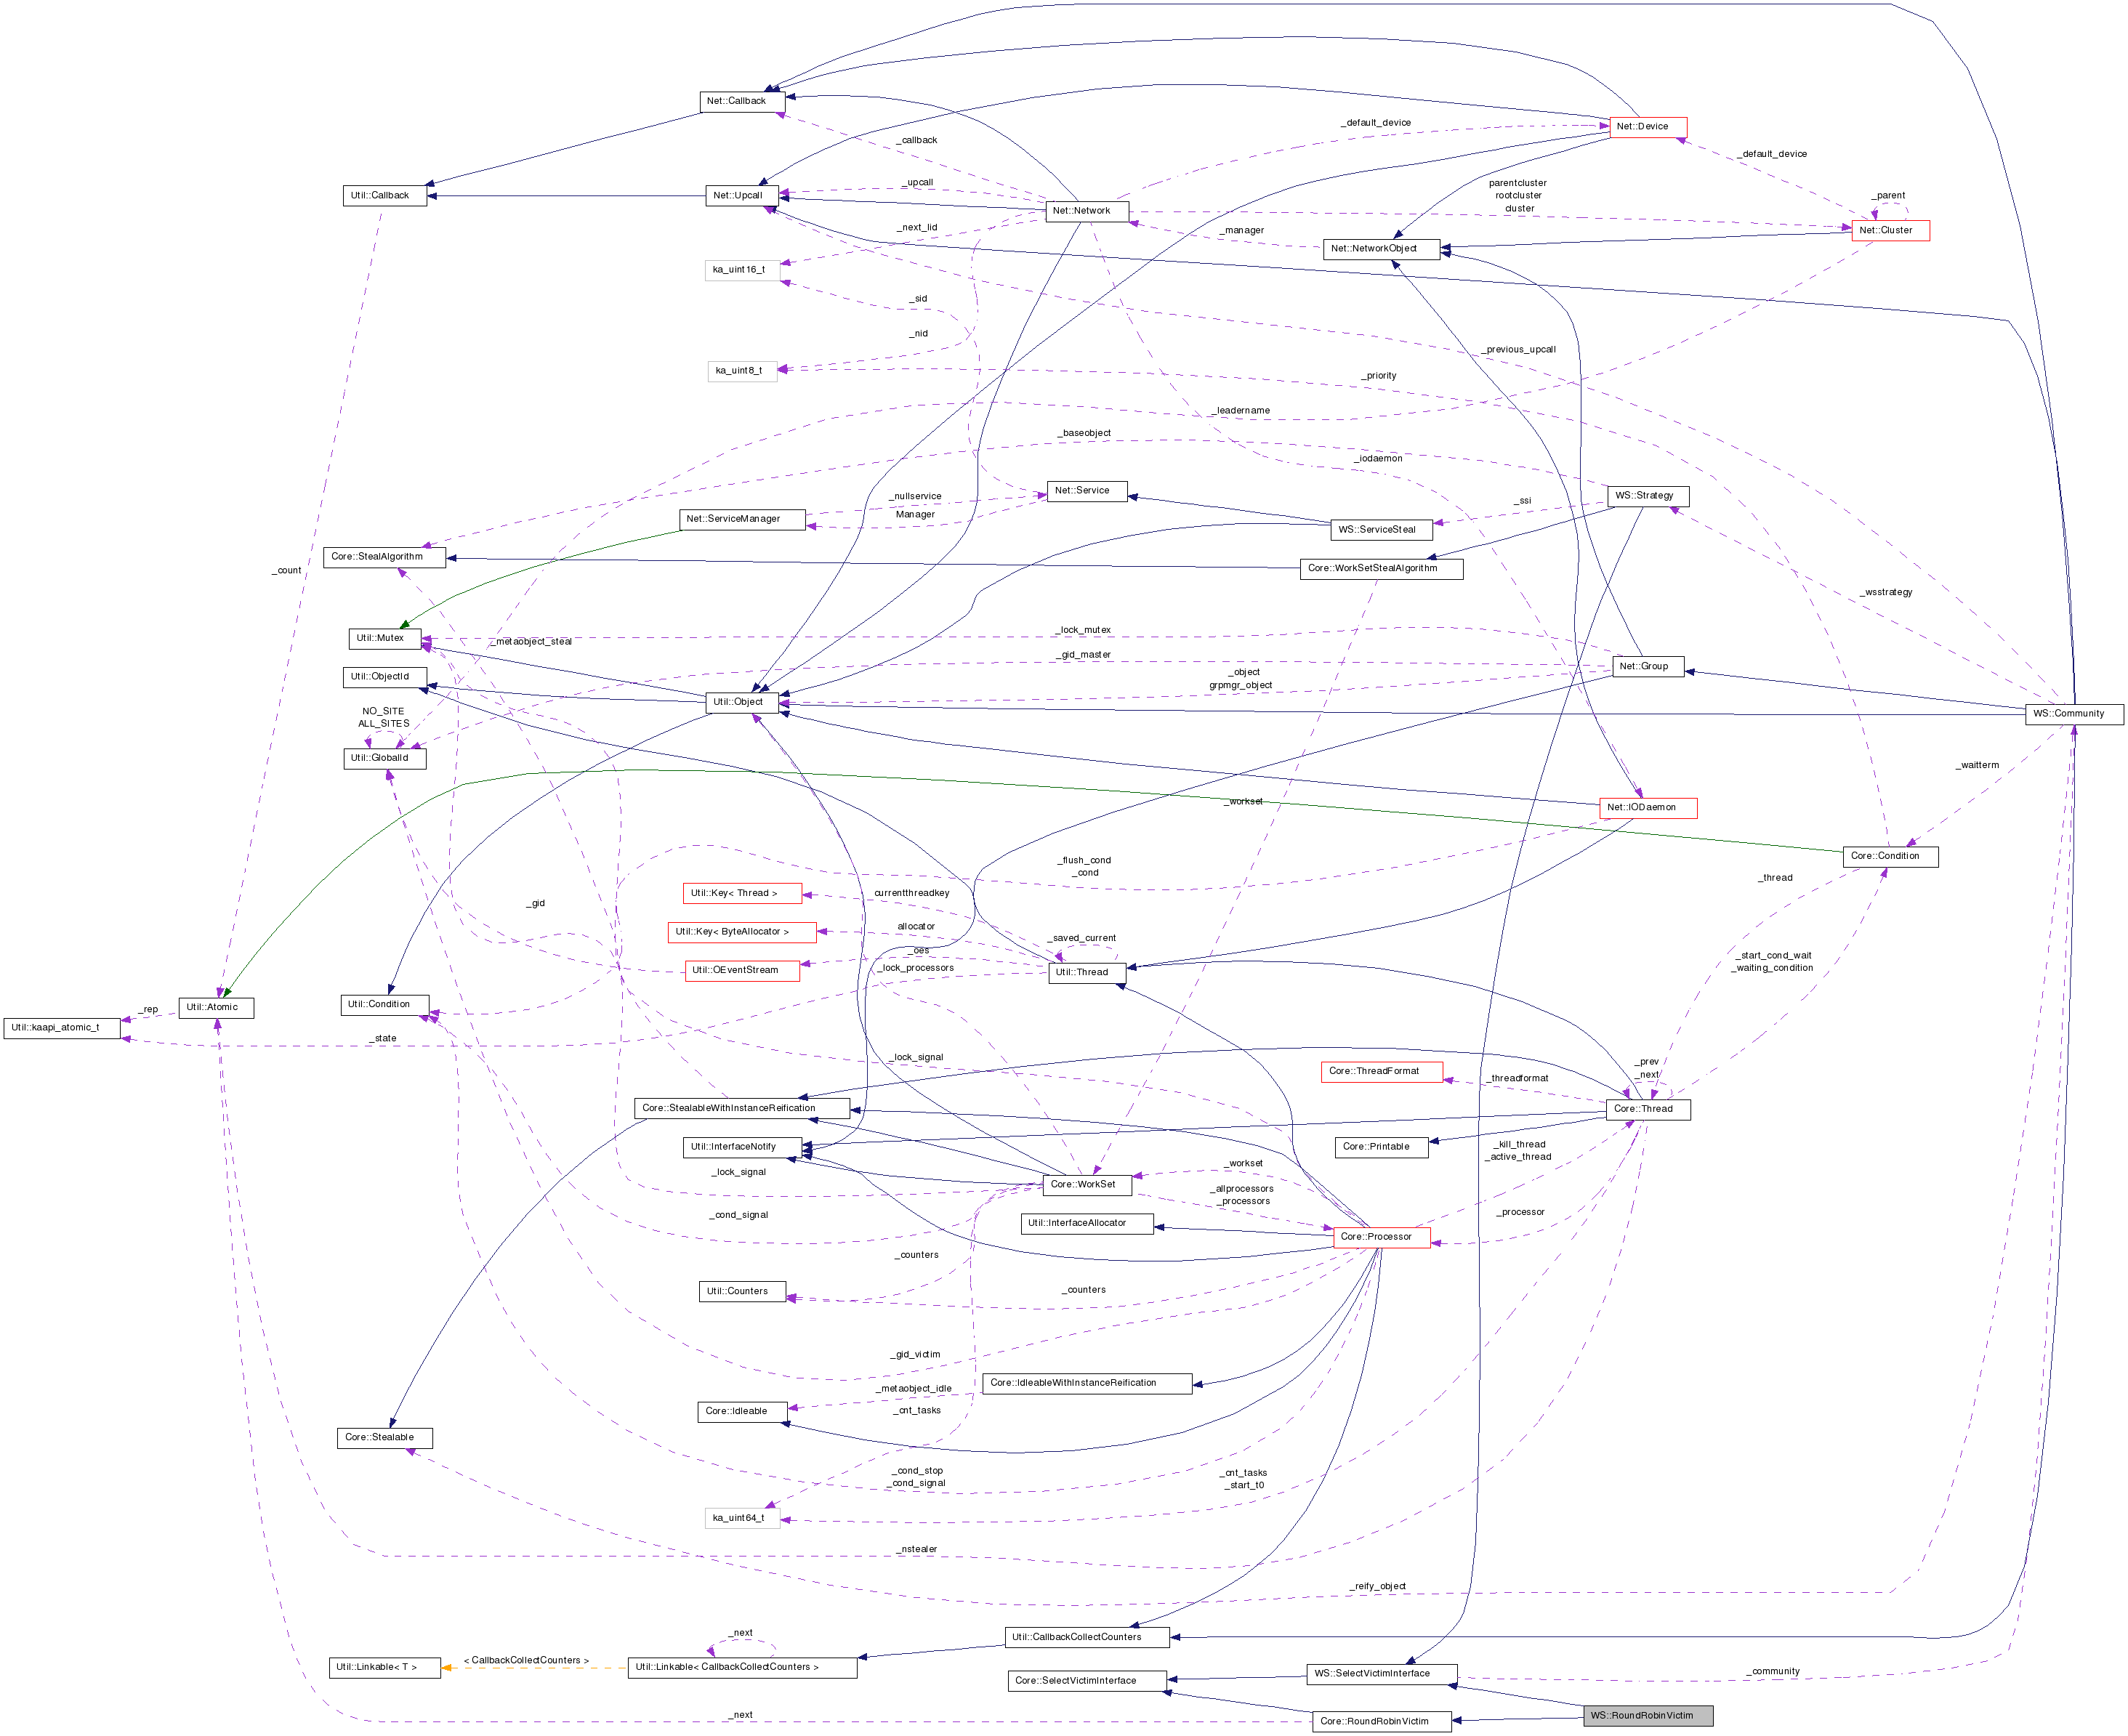 Net::Callback
Net::Device
_default_device
_callback
_default_device
Util::Callback
Net::Upcall
_upcall
parentcluster
rootcluster
cluster
_parent
Net::Network
_next_lid
_manager
Net::NetworkObject
Net::Cluster
ka_uint16_t
_sid
_nid
ka_uint8_t
_previous_upcall
_priority
_leadername
_baseobject
_iodaemon
_nullservice
Net::Service
_ssi
WS::Strategy
Manager
Net::ServiceManager
WS::ServiceSteal
Core::StealAlgorithm
_count
Core::WorkSetStealAlgorithm
_wsstrategy
Util::Mutex
_metaobject_steal
_lock_mutex
_gid_master
Net::Group
Util::ObjectId
_object
grpmgr_object
Util::Object
NO_SITE
ALL_SITES
WS::Community
Util::GlobalId
_waitterm
_workset
Net::IODaemon
Core::Condition
_flush_cond
_cond
_thread
Util::Key< Thread >
currentthreadkey
_gid
Util::Key< ByteAllocator >
allocator
_saved_current
_oes
Util::OEventStream
_lock_processors
Util::Thread
_start_cond_wait
_waiting_condition
Util::Atomic
_rep
Util::Condition
Util::kaapi_atomic_t
_state
_lock_signal
_prev
_next
Core::ThreadFormat
_threadformat
Core::StealableWithInstanceReification
Core::Thread
Util::InterfaceNotify
Core::Printable
_kill_thread
_active_thread
_lock_signal
_workset
Core::WorkSet
_allprocessors
_processors
_cond_signal
Util::InterfaceAllocator
_processor
Core::Processor
_counters
Util::Counters
_counters
_gid_victim
Core::IdleableWithInstanceReification
_metaobject_idle
Core::Idleable
_cnt_tasks
Core::Stealable
_cond_stop
_cond_signal
_cnt_tasks
_start_t0
ka_uint64_t
_nstealer
_reify_object
_next
Util::CallbackCollectCounters
Util::Linkable< T >
< CallbackCollectCounters >
Util::Linkable< CallbackCollectCounters >
WS::SelectVictimInterface
_community
Core::SelectVictimInterface
_next
Core::RoundRobinVictim
WS::RoundRobinVictim